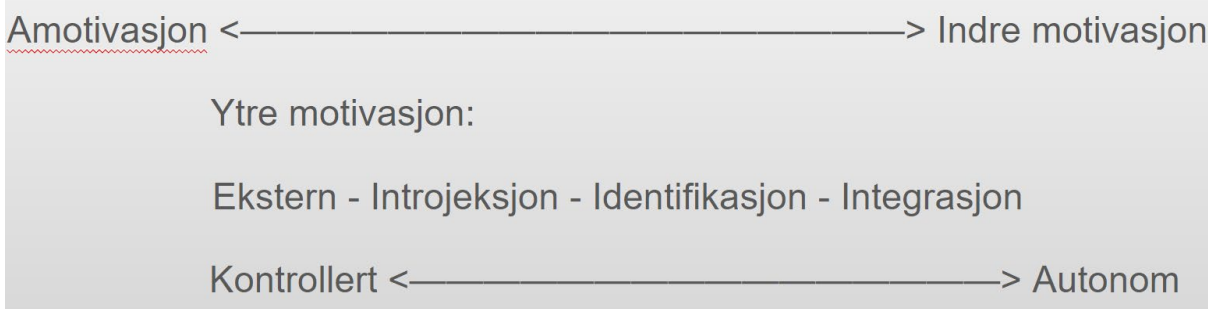 Amotivasjon <——————————————————> Indre motivasjon
Ytre motivasjon:
Ekstern - Introjeksjon - Identifikasjon - Integrasjon
Kontrollert <————————————————> Autonom